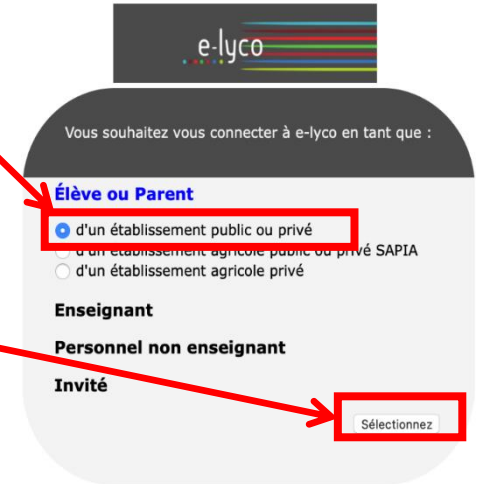 e-lyco
Vous souhaitez vous connecter à e-lyco en tant que :
Élève ou Parent
d'un établissement public ou privé
d'un établissement agricole public ou privé SAPIA
d'un établissement agricole privé
Enseignant
Personnel non enseignant
Invité
Sélectionnez